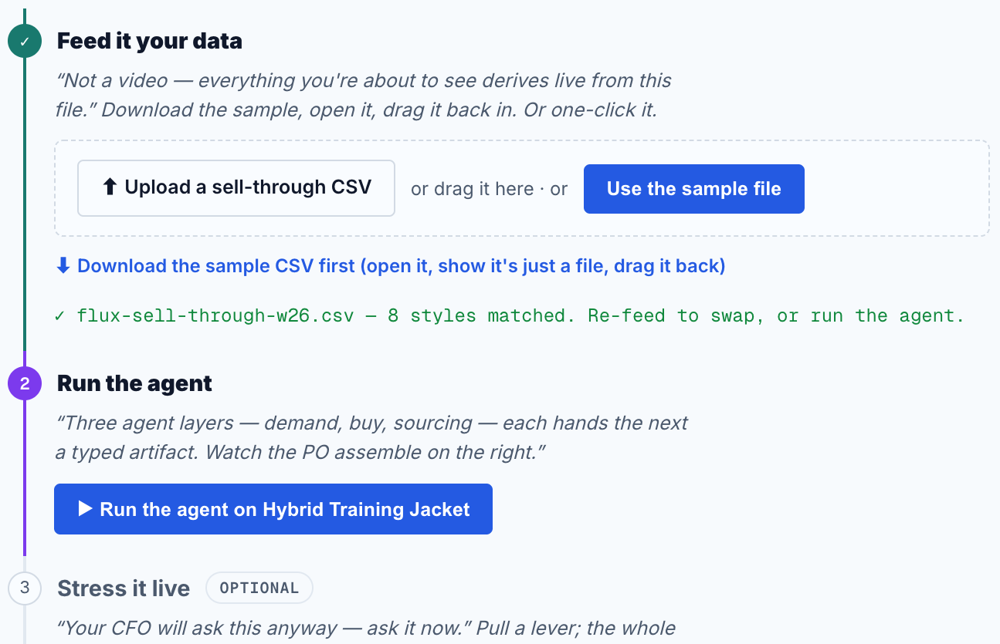 ✓
Feed it your data
“Not a video — everything you're about to see derives live from this
file.” Download the sample, open it, drag it back in. Or one-click it.
⬆ Upload a sell-through CSV or drag it here · or Use the sample file
⬇ Download the sample CSV first (open it, show it's just a file, drag it back)
✓ flux-sell-through-w26.csv — 8 styles matched. Re-feed to swap, or run the agent.
2 Run the agent
“Three agent layers — demand, buy, sourcing — each hands the next
a typed artifact. Watch the PO assemble on the right.”
▶ Run the agent on Hybrid Training Jacket
3 Stress it live OPTIONAL
“Your CFO will ask this anyway — ask it now.” Pull a lever; the whole